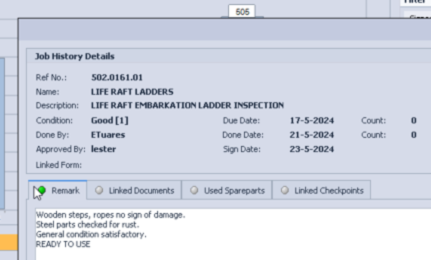 505
Job History Details
Ref No.: 502.0161.01
Name: LIFE RAFT LADDERS
Description: LIFE RAFT EMBARKATION LADDER INSPECTION
Condition: Good [1] Due Date: 17-5-2024 Count: 0
Done By: ETuares Done Date: 21-5-2024 Count: 0
Approved By: lester Sign Date: 23-5-2024
Linked Form:
Remark Linked Documents Used Spareparts Linked Checkpoints
Wooden steps, ropes no sign of damage.
Steel parts checked for rust.
General condition satisfactory.
READY TO USE